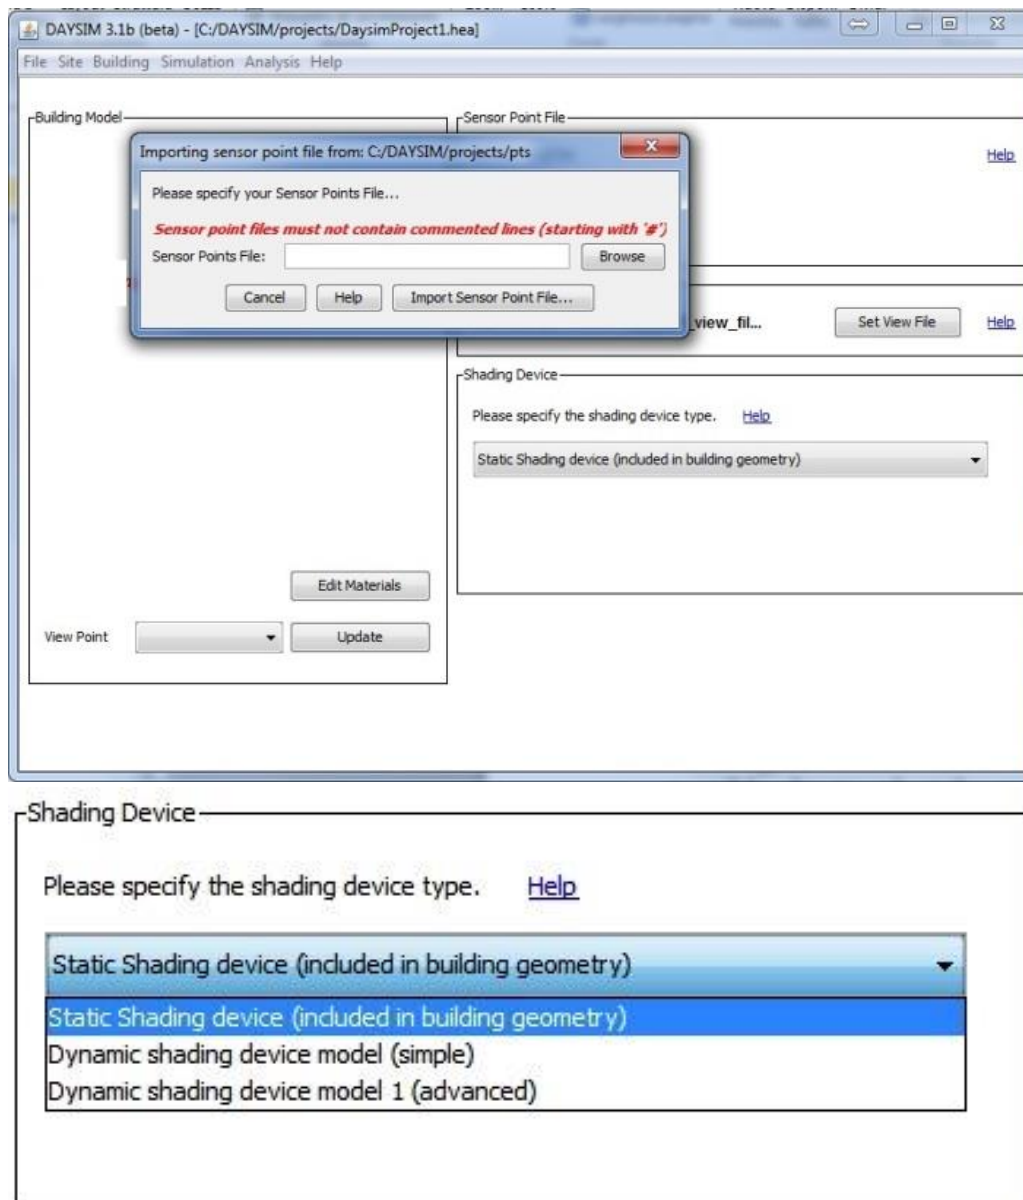 DAYSIM 3.1b (beta) - [C:/DAYSIM/projects/DaysimProject1.hea]
File Site Building Simulation Analysis Help
Building Model
Sensor Point File
Importing sensor point file from: C:/DAYSIM/projects/pts
Help
Please specify your Sensor Points File...
Sensor point files must not contain commented lines (starting with '#')
Sensor Points File:
Browse
Cancel
Help
Import Sensor Point File...
_view_fil...
Set View File
Help
Shading Device
Please specify the shading device type. Help
Static Shading device (included in building geometry)
Edit Materials
View Point
Update
Shading Device
Please specify the shading device type. Help
Static Shading device (included in building geometry)
Static Shading device (included in building geometry)
Dynamic shading device model (simple)
Dynamic shading device model 1 (advanced)